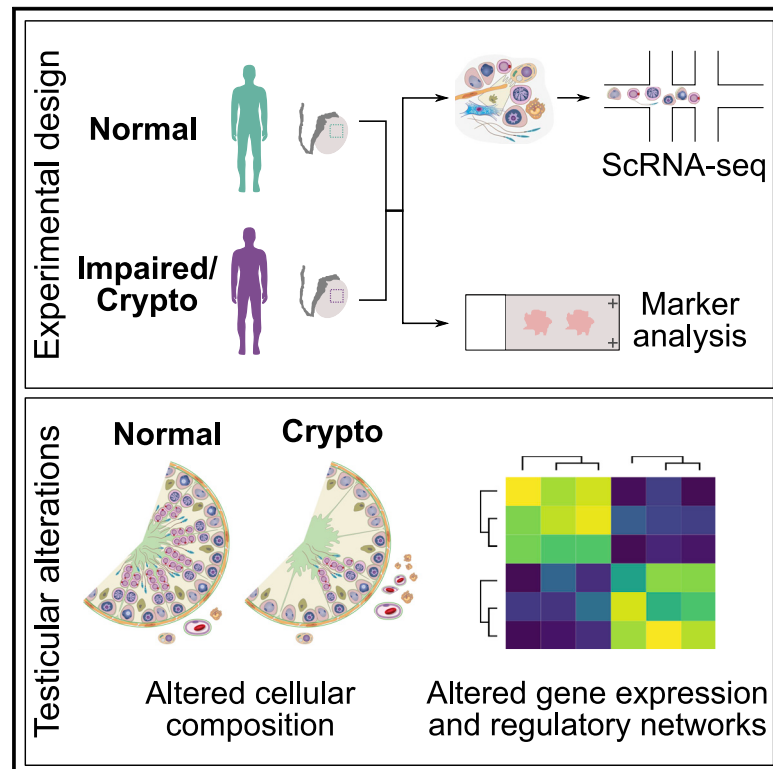 Experimental design
Normal
Impaired/
Crypto
ScRNA-seq
Marker
analysis
Testicular alterations
Normal
Crypto
Altered cellular
composition
Altered gene expression
and regulatory networks